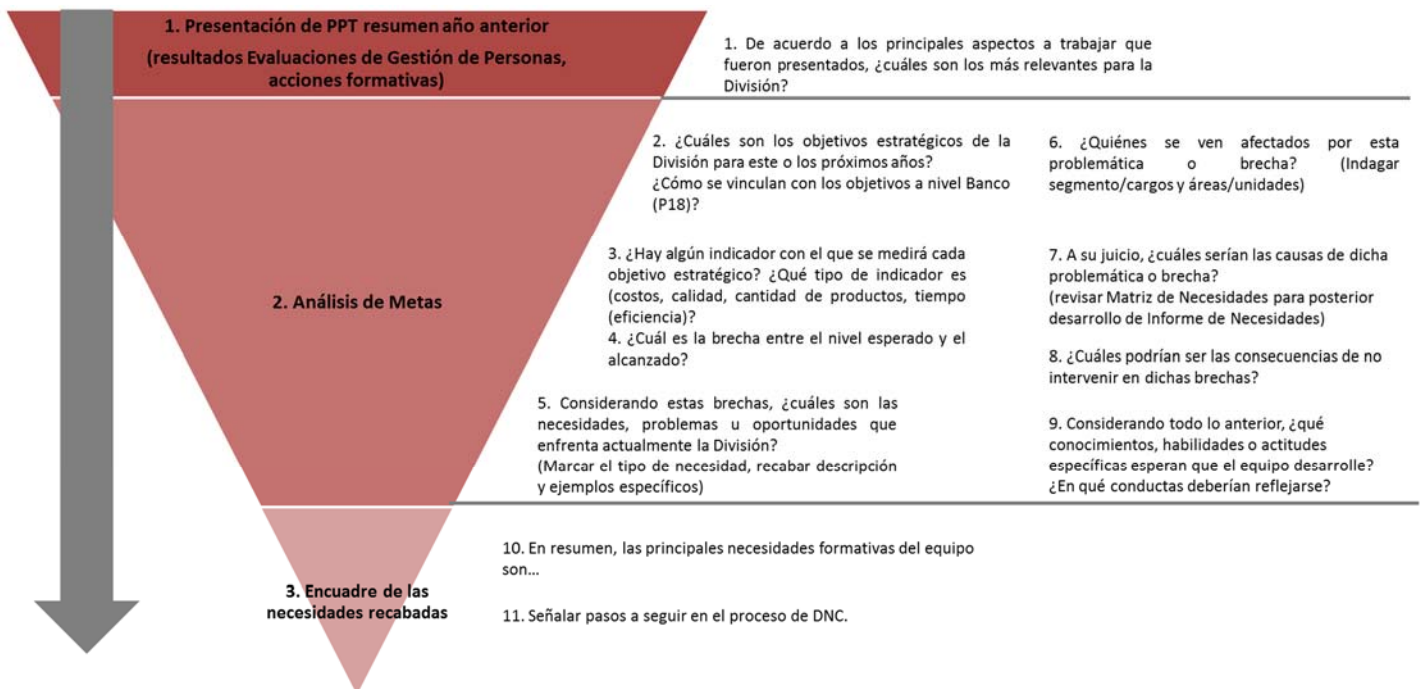 1. Presentación de PPT resumen año anterior
(resultados Evaluaciones de Gestión de Personas,
acciones formativas)
1. De acuerdo a los principales aspectos a trabajar que
fueron presentados, ¿cuáles son los más relevantes para la
División?
2. Análisis de Metas
2. ¿Cuáles son los objetivos estratégicos de la
División para este o los próximos años?
¿Cómo se vinculan con los objetivos a nivel Banco
(P18)?
3. ¿Hay algún indicador con el que se medirá cada
objetivo estratégico? ¿Qué tipo de indicador es
(costos, calidad, cantidad de productos, tiempo
(eficiencia)?
4. ¿Cuál es la brecha entre el nivel esperado y el
alcanzado?
5. Considerando estas brechas, ¿cuáles son las
necesidades, problemas u oportunidades que
enfrenta actualmente la División?
(Marcar el tipo de necesidad, recabar descripción
y ejemplos específicos)
6. ¿Quiénes se ven afectados por esta
problemática o brecha? (Indagar
segmento/cargos y áreas/unidades)
7. A su juicio, ¿cuáles serían las causas de dicha
problemática o brecha?
(revisar Matriz de Necesidades para posterior
desarrollo de Informe de Necesidades)
8. ¿Cuáles podrían ser las consecuencias de no
intervenir en dichas brechas?
9. Considerando todo lo anterior, ¿qué
conocimientos, habilidades o actitudes
específicas esperan que el equipo desarrolle?
¿En qué conductas deberían reflejarse?
3. Encuadre de las
necesidades recabadas
10. En resumen, las principales necesidades formativas del equipo
son…
11. Señalar pasos a seguir en el proceso de DNC.